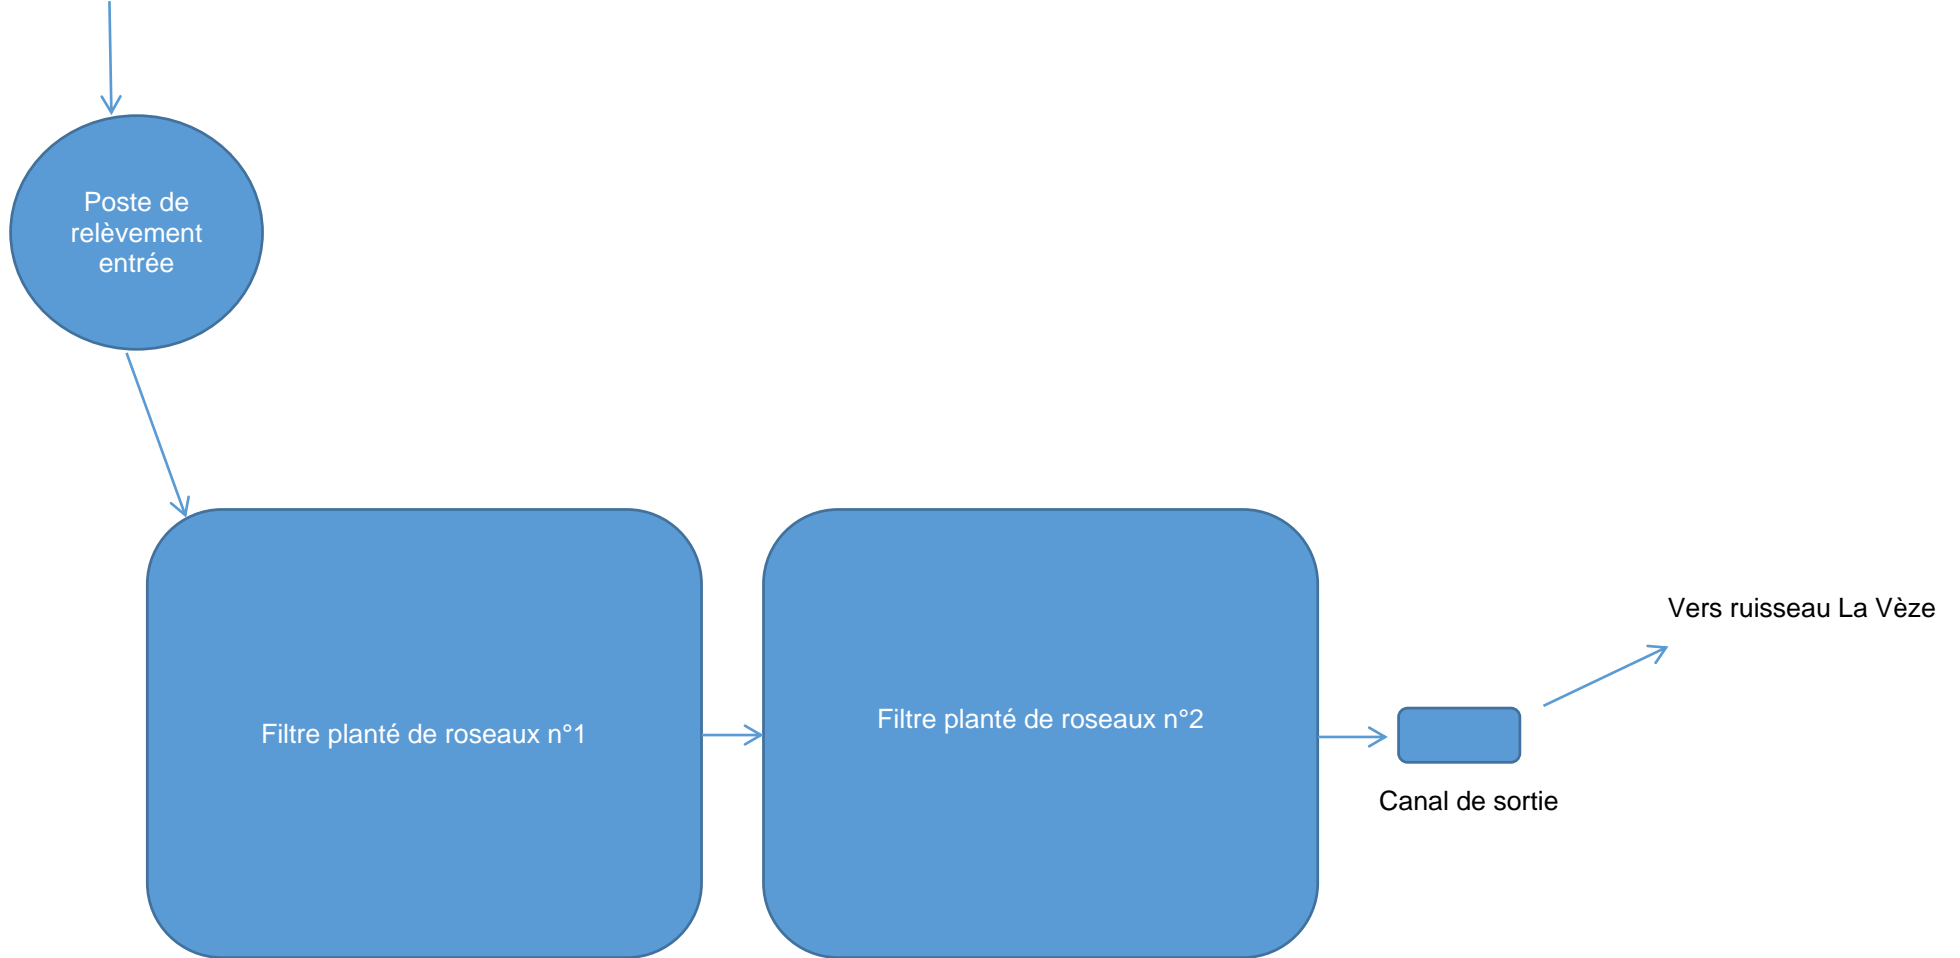 Poste de
relèvement
entrée
Filtre planté de roseaux n°1
Filtre planté de roseaux n°2
Vers ruisseau La Vèze
Canal de sortie